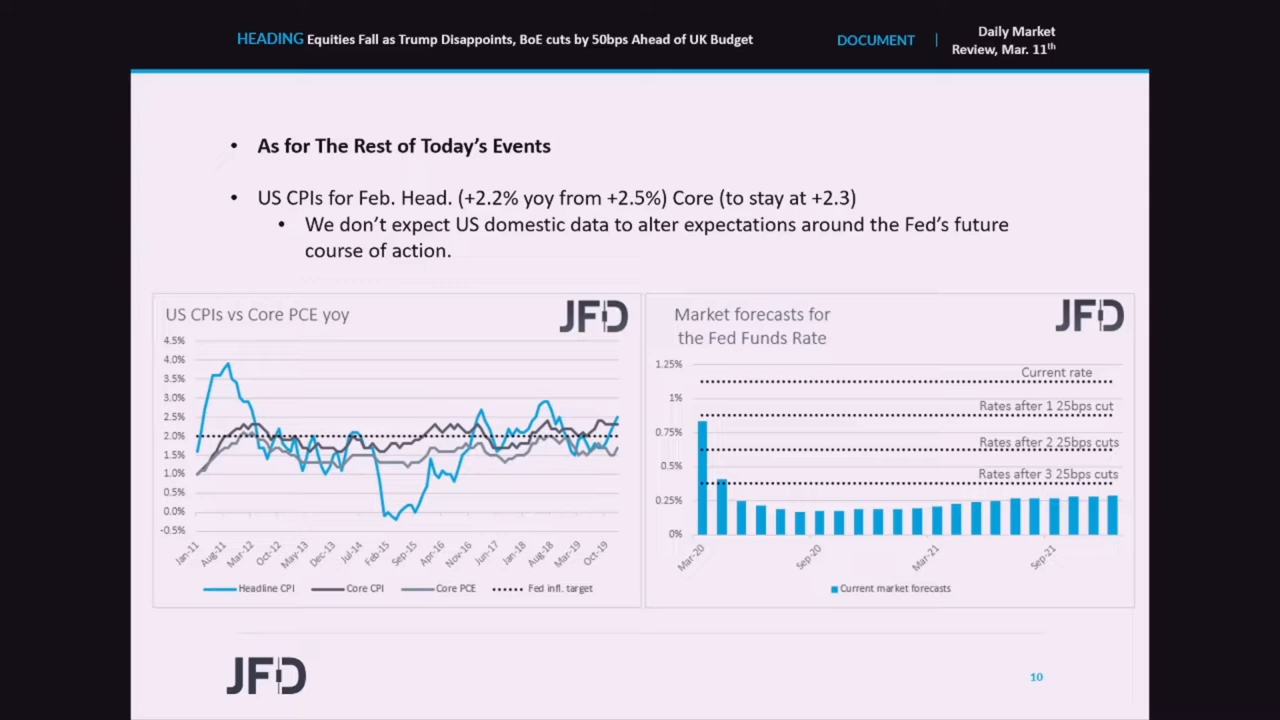 HEADING Equities Fall as Trump Disappoints, BoE cuts by 50bps Ahead of UK Budget
DOCUMENT | Daily Market
Review, Mar. 11th
• As for The Rest of Today's Events
• US CPIs for Feb. Head. (+2.2% yoy from +2.5%) Core (to stay at +2.3)
• We don't expect US domestic data to alter expectations around the Fed's future
course of action.
US CPIs vs Core PCE yoy
JFD
4.5%
4.0%
3.5%
3.0%
2.5%
2.0%
1.5%
1.0%
0.5%
0.0%
-0.5%
Jan-11
Aug-11
Mar-12
Oct-12
May-13
Dec-13
Jul-14
Feb-15
Sep-15
Apr-16
Nov-16
Jun-17
Jan-18
Aug-18
Mar-19
Oct-19
Headline CPI
Core CPI
Core PCE
Fed infl. target
Market forecasts for
the Fed Funds Rate
JFD
1.25%
1%
0.75%
0.5%
0.25%
0%
Current rate
Rates after 1 25bps cut
Rates after 2 25bps cuts
Rates after 3 25bps cuts
Mar-20
Sep-20
Mar-21
Sep-21
Current market forecasts
JFD
10